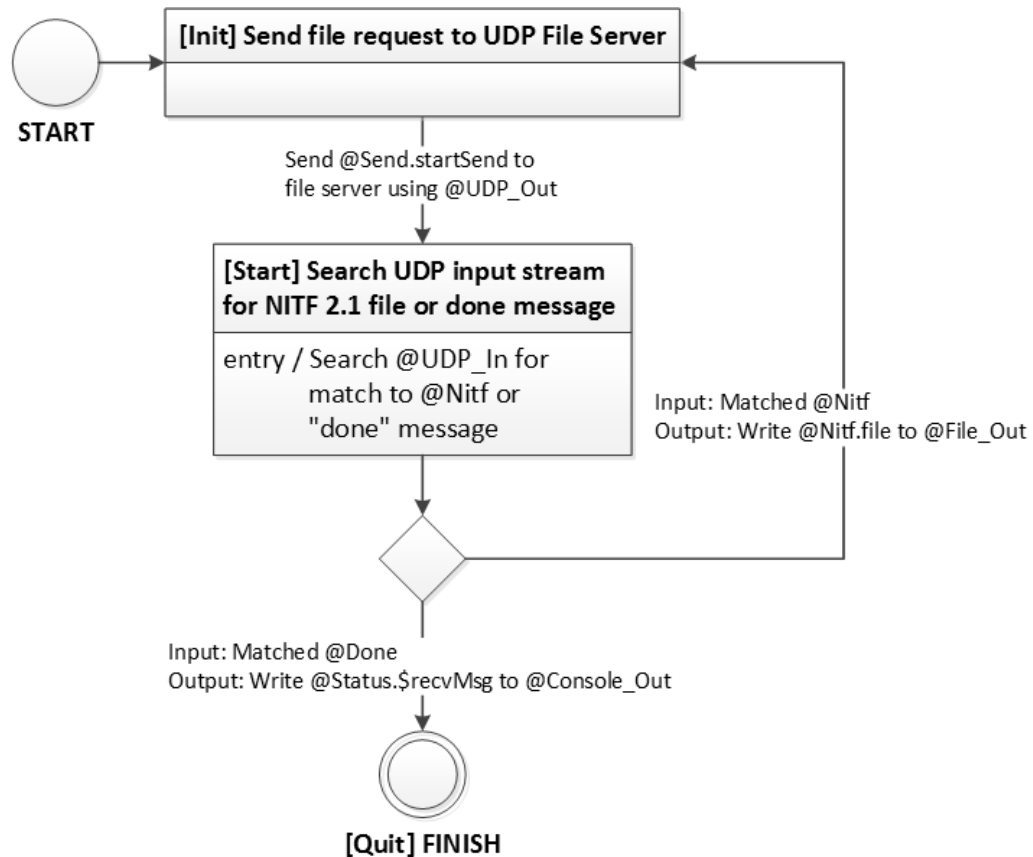 [Init] Send file request to UDP File Server
START
Send @Send.startSend to
file server using @UDP_Out
[Start] Search UDP input stream
for NITF 2.1 file or done message
entry / Search @UDP_In for
match to @Nitf or
"done" message
Input: Matched @Nitf
Output: Write @Nitf.file to @File_Out
Input: Matched @Done
Output: Write @Status.$recvMsg to @Console_Out
[Quit] FINISH